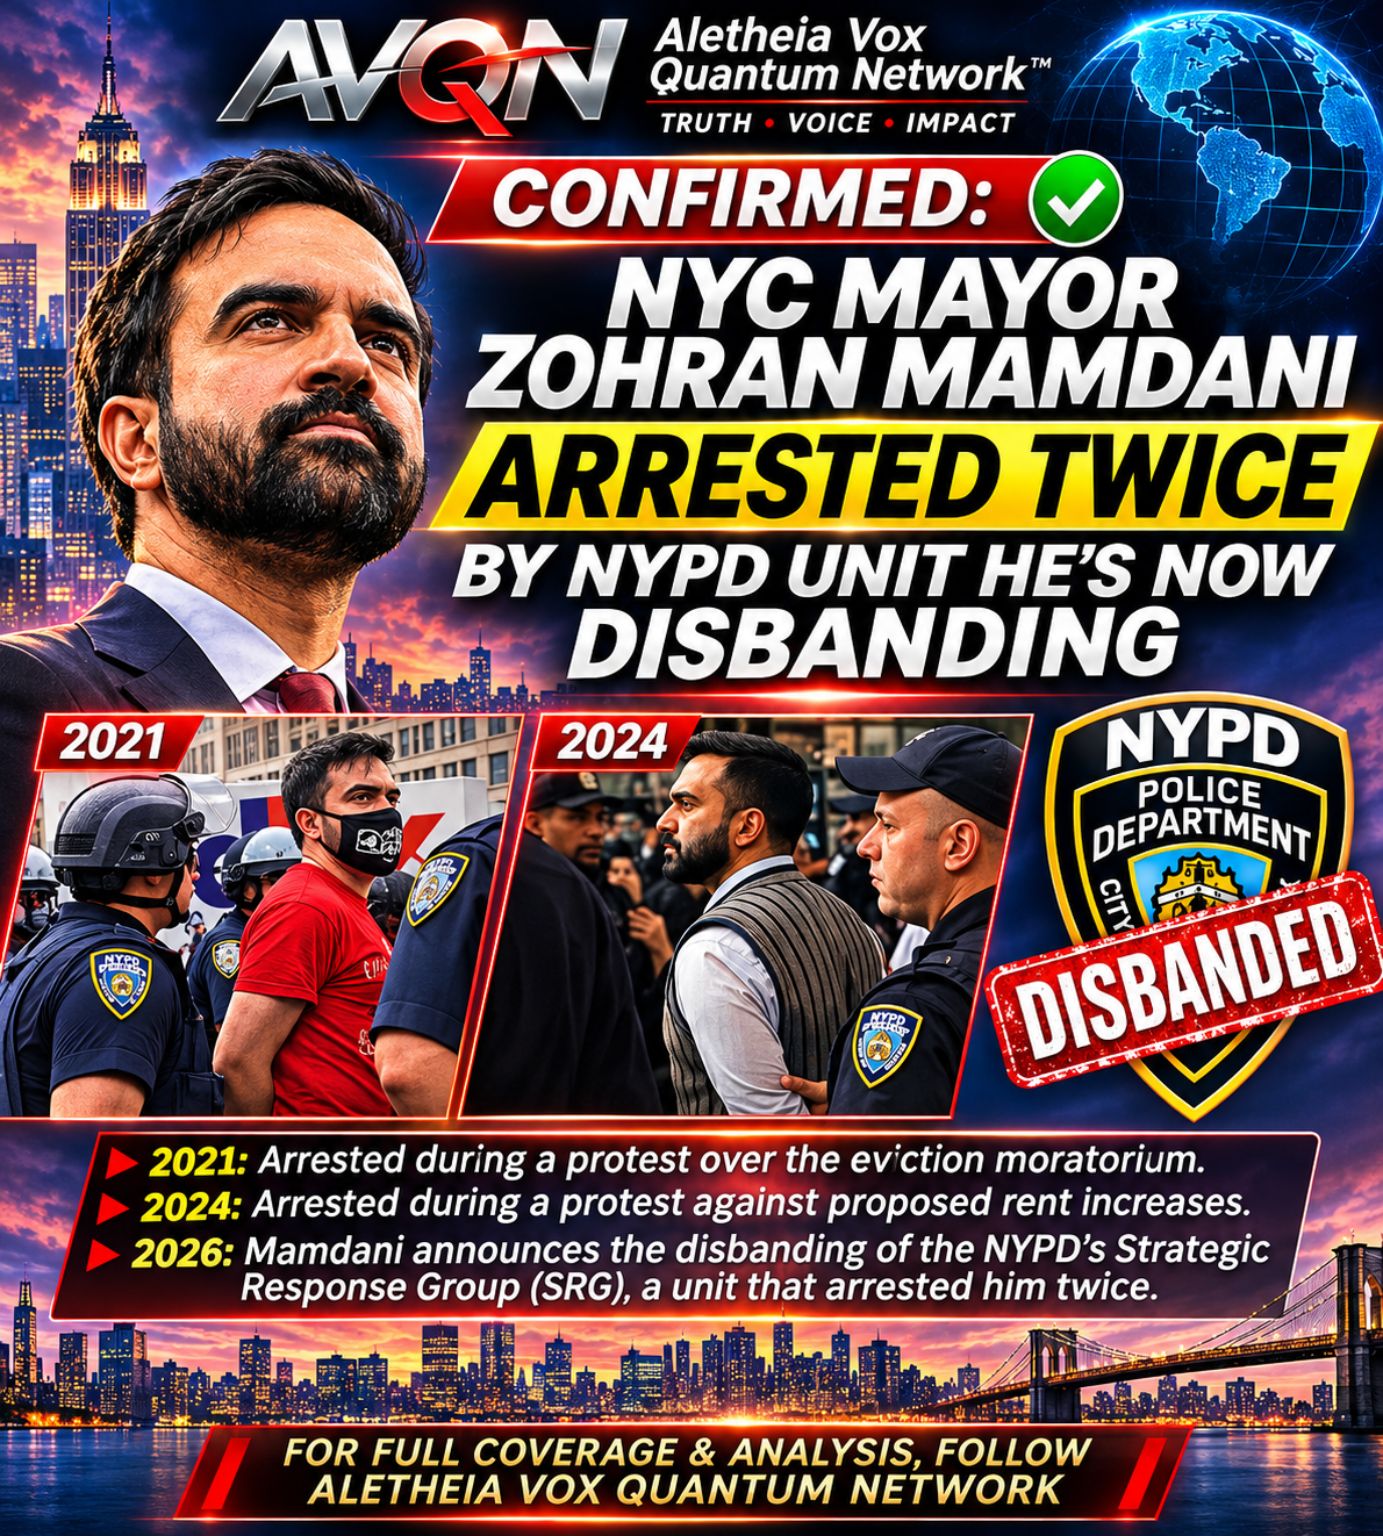 AVQN
Aletheia Vox
Quantum Network™
TRUTH • VOICE • IMPACT
CONFIRMED:
NYC MAYOR
ZOHRAN MAMDANI
ARRESTED TWICE
BY NYPD UNIT HE'S NOW
DISBANDING
2021
2024
NYPD
NYPD
NYPD
POLICE
DEPARTMENT
CITY
DISBANDED
2021: Arrested during a protest over the eviction moratorium.
2024: Arrested during a protest against proposed rent increases.
2026: Mamdani announces the disbanding of the NYPD's Strategic
Response Group (SRG), a unit that arrested him twice.
FOR FULL COVERAGE & ANALYSIS, FOLLOW
ALETHEIA VOX QUANTUM NETWORK